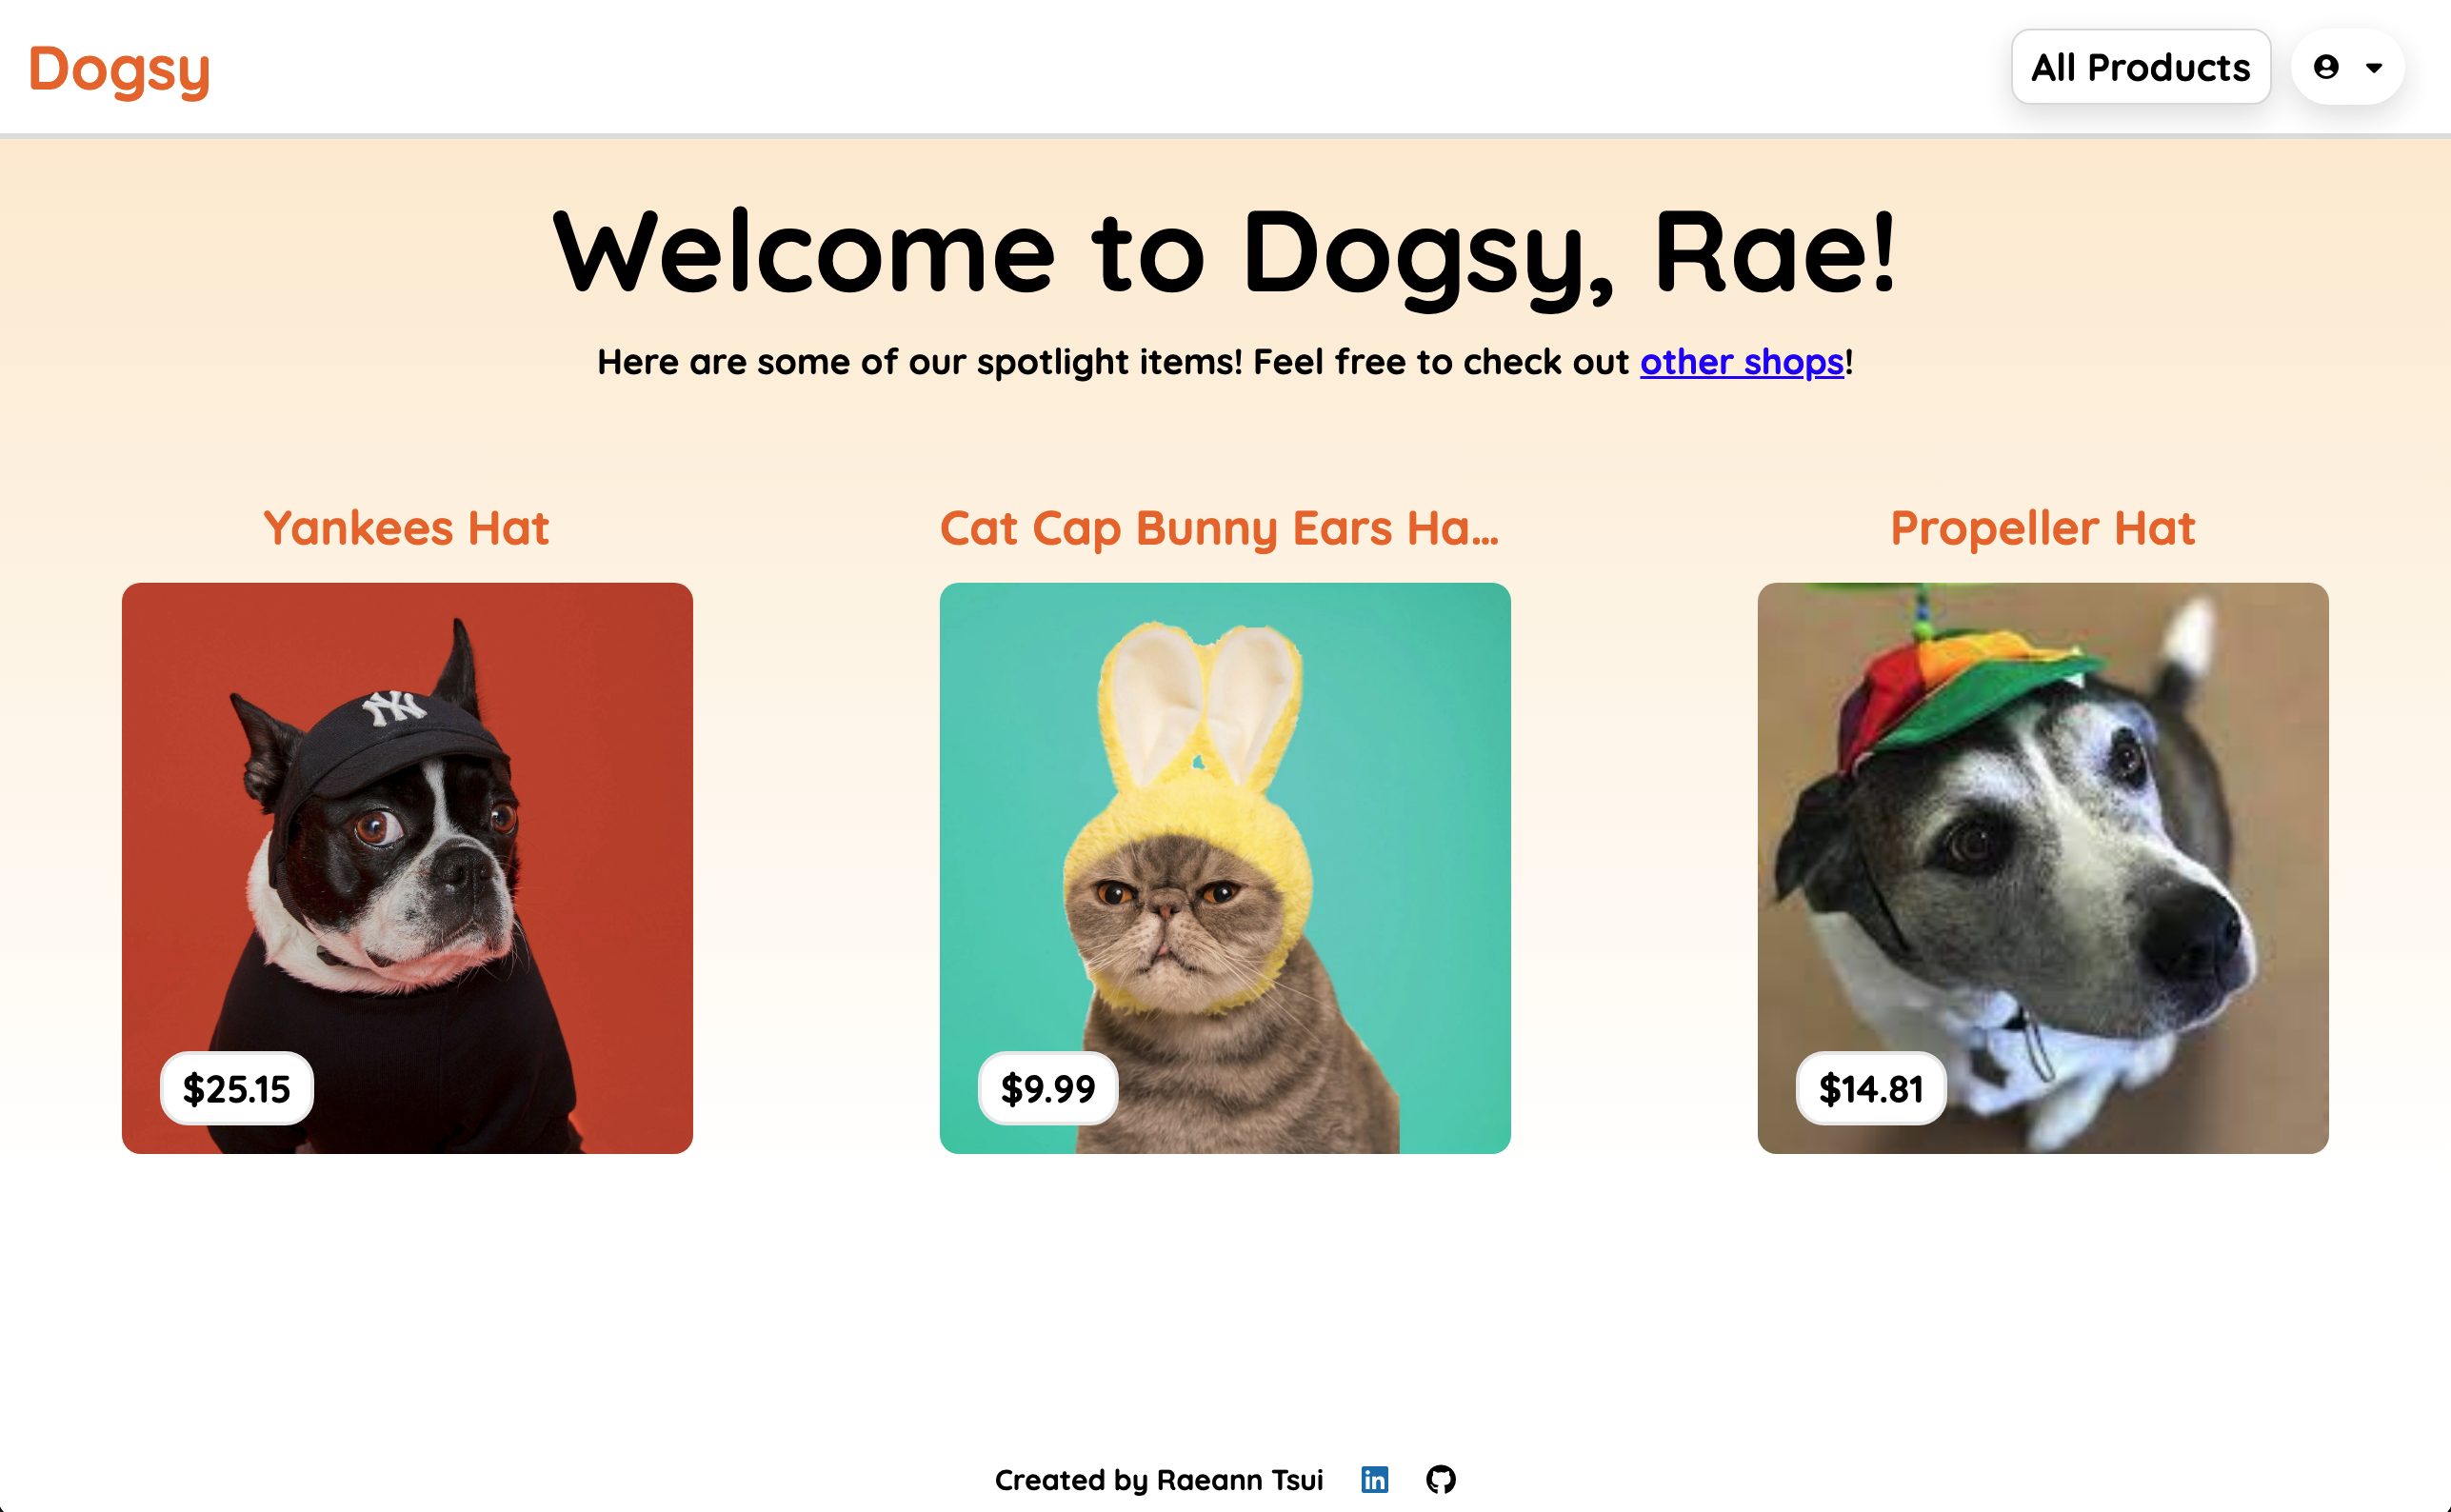 Dogsy
All Products
Welcome to Dogsy, Rae!
Here are some of our spotlight items! Feel free to check out other shops!
Yankees Hat
Cat Cap Bunny Ears Ha...
Propeller Hat
NY
$25.15
$9.99
$14.81
Created by Raeann Tsui
in